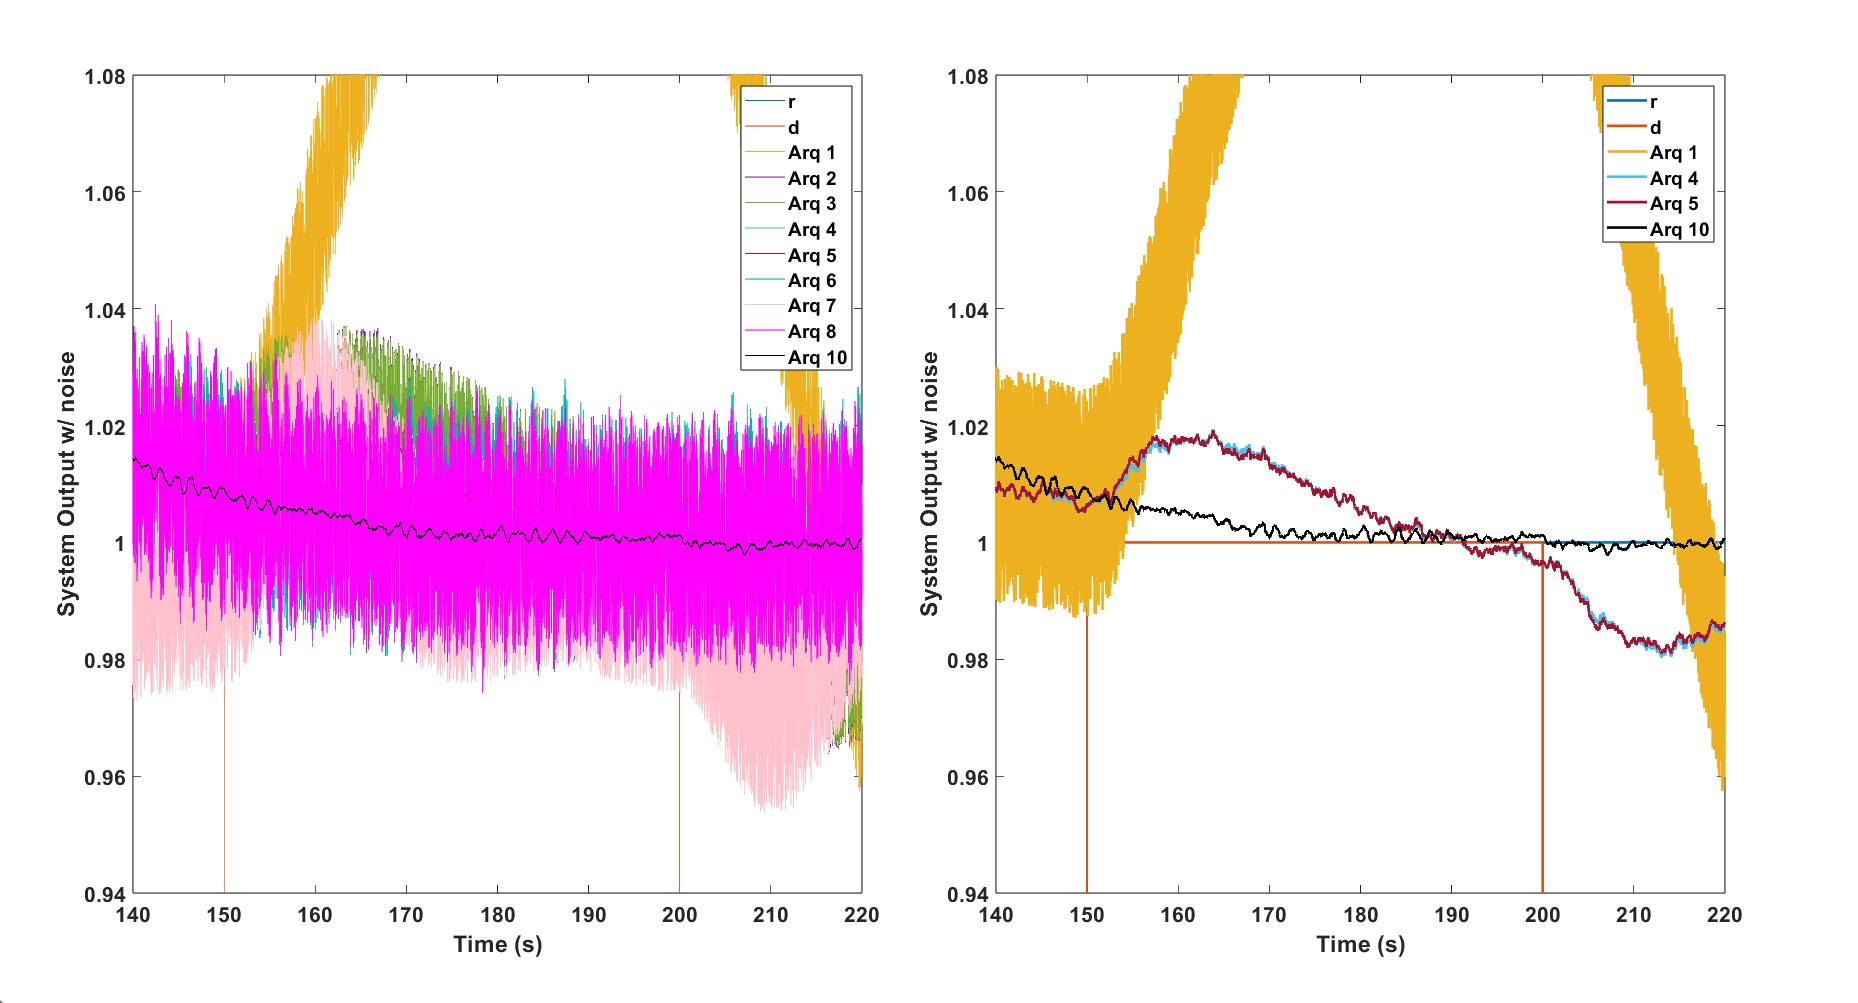 1.08
1.06
1.04
1.02
1
0.98
0.96
0.94
140 150 160 170 180 190 200 210 220
Time (s)
System Output w/ noise
r
d
Arq 1
Arq 2
Arq 3
Arq 4
Arq 5
Arq 6
Arq 7
Arq 8
Arq 10
1.08
1.06
1.04
1.02
1
0.98
0.96
0.94
140 150 160 170 180 190 200 210 220
Time (s)
System Output w/ noise
r
d
Arq 1
Arq 4
Arq 5
Arq 10